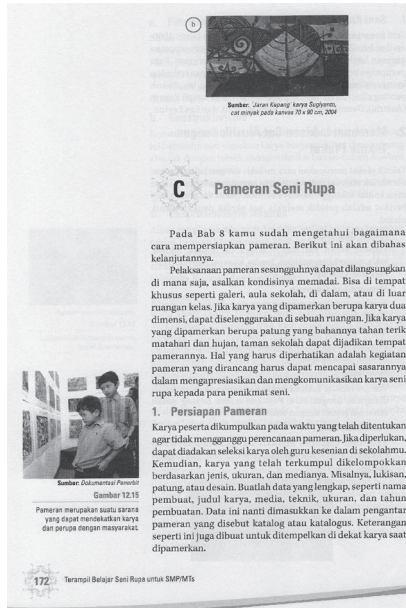 b
Sumber: 'Jaran Kepang' karya Sugiyanto,
cat minyak pada kanvas 70 x 90 cm, 2004
C Pameran Seni Rupa
Pada Bab 8 kamu sudah mengetahui bagaimana
cara mempersiapkan pameran. Berikut ini akan dibahas
kelanjutannya.
Pelaksanaan pameran sesungguhnya dapat dilangsungkan
di mana saja, asalkan kondisinya memadai. Bisa di tempat
khusus seperti galeri, aula sekolah, di dalam, atau di luar
ruangan kelas. Jika karya yang dipamerkan berupa karya dua
dimensi, dapat diselenggarakan di sebuah ruangan. Jika karya
yang dipamerkan berupa patung yang bahannya tahan terik
matahari dan hujan, taman sekolah dapat dijadikan tempat
pamerannya. Hal yang harus diperhatikan adalah kegiatan
pameran yang dirancang harus dapat mencapai sasarannya
dalam mengapresiasikan dan mengkomunikasikan karya seni
rupa kepada para penikmat seni.
1. Persiapan Pameran
Karya peserta dikumpulkan pada waktu yang telah ditentukan
agar tidak mengganggu perencanaan pameran. Jika diperlukan,
dapat diadakan seleksi karya oleh guru kesenian di sekolahmu.
Kemudian, karya yang telah terkumpul dikelompokkan
berdasarkan jenis, ukuran, dan medianya. Misalnya, lukisan,
patung, atau desain. Buatlah data yang lengkap, seperti nama
pembuat, judul karya, media, teknik, ukuran, dan tahun
pembuatan. Data ini nanti dimasukkan ke dalam pengantar
pameran yang disebut katalog atau katalogus. Keterangan
seperti ini juga dibuat untuk ditempelkan di dekat karya saat
dipamerkan.
Sumber: Dokumentasi Penerbit
Gambar 12.15
Pameran merupakan suatu sarana
yang dapat mendekatkan karya
dan perupa dengan masyarakat.
172 Terampil Belajar Seni Rupa untuk SMP/MTs